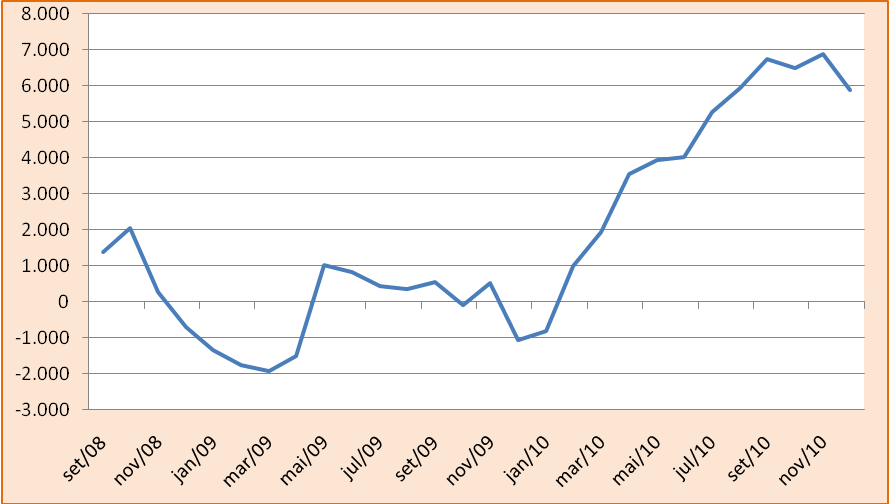 8.000
7.000
6.000
5.000
4.000
3.000
2.000
1.000
0
-1.000
-2.000
-3.000
set/08
nov/08
jan/09
mar/09
mai/09
jul/09
set/09
nov/09
jan/10
mar/10
mai/10
jul/10
set/10
nov/10